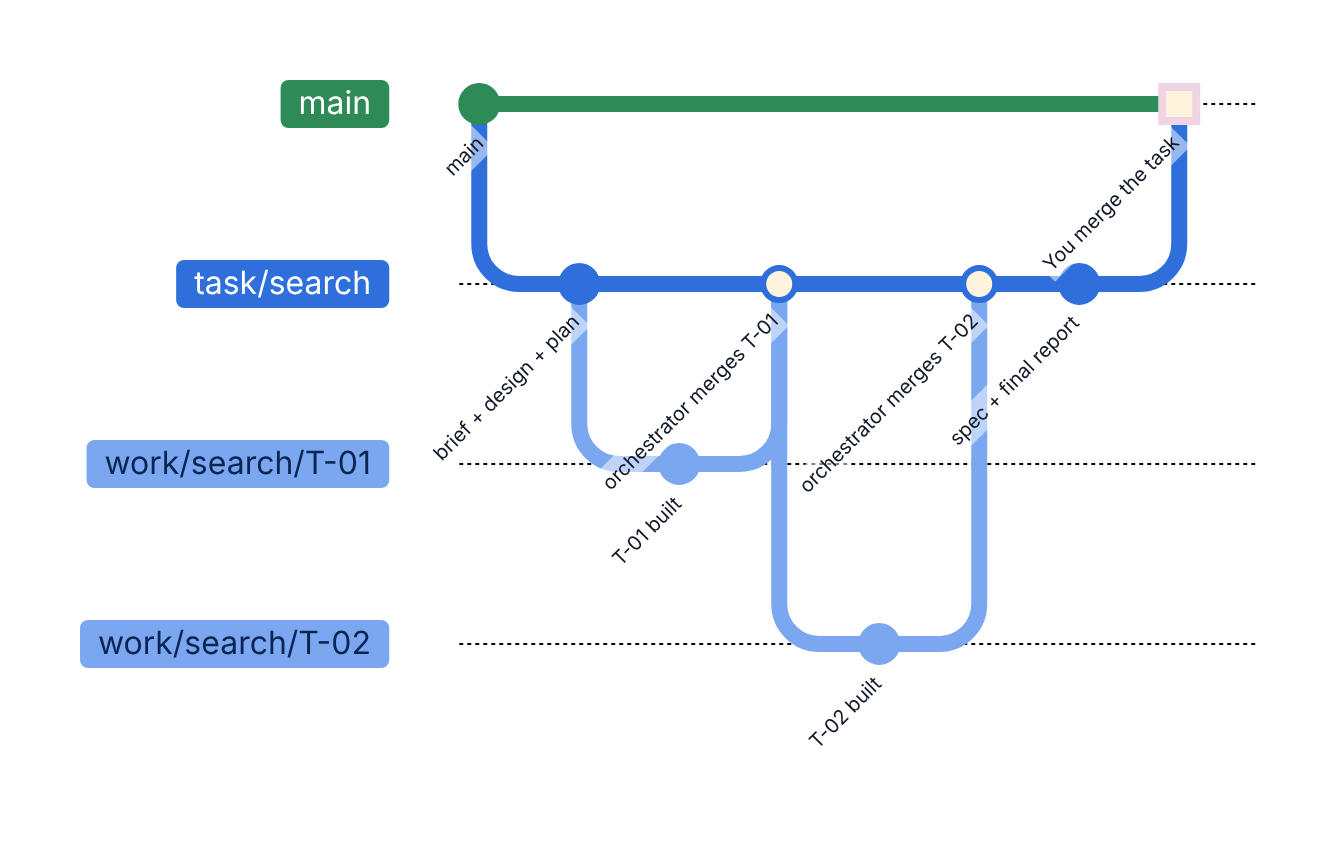 main
main
You merge the task
task/search
brief + design + plan
orchestrator merges T-01
orchestrator merges T-02
spec + final report
work/search/T-01
T-01 built
work/search/T-02
T-02 built